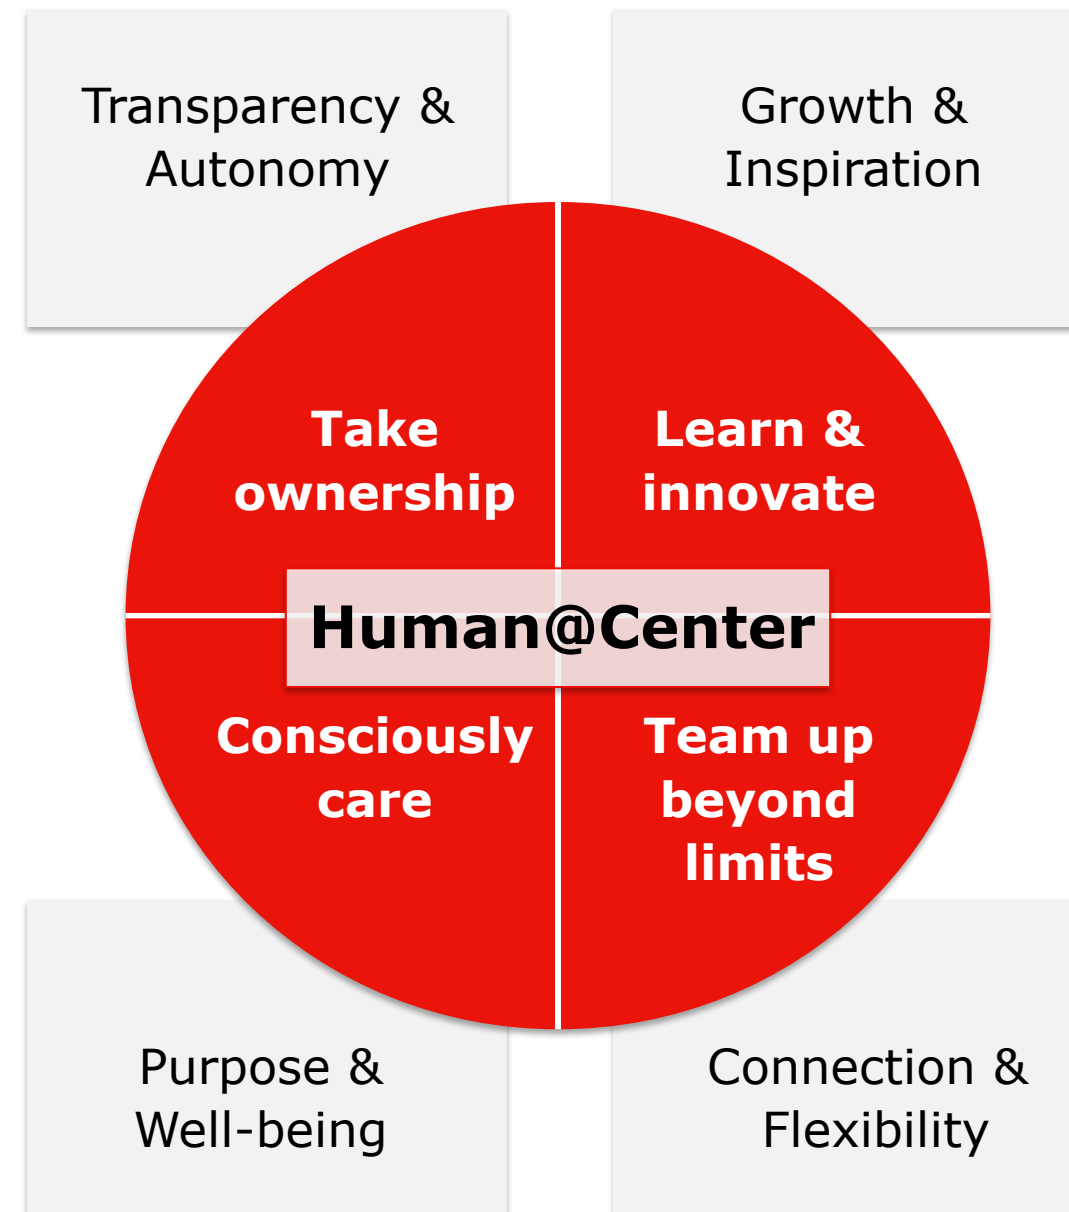 Transparency &
Autonomy
Growth &
Inspiration
Take
ownership
Learn &
innovate
Human@Center
Consciously
care
Team up
beyond
limits
Purpose &
Well-being
Connection &
Flexibility